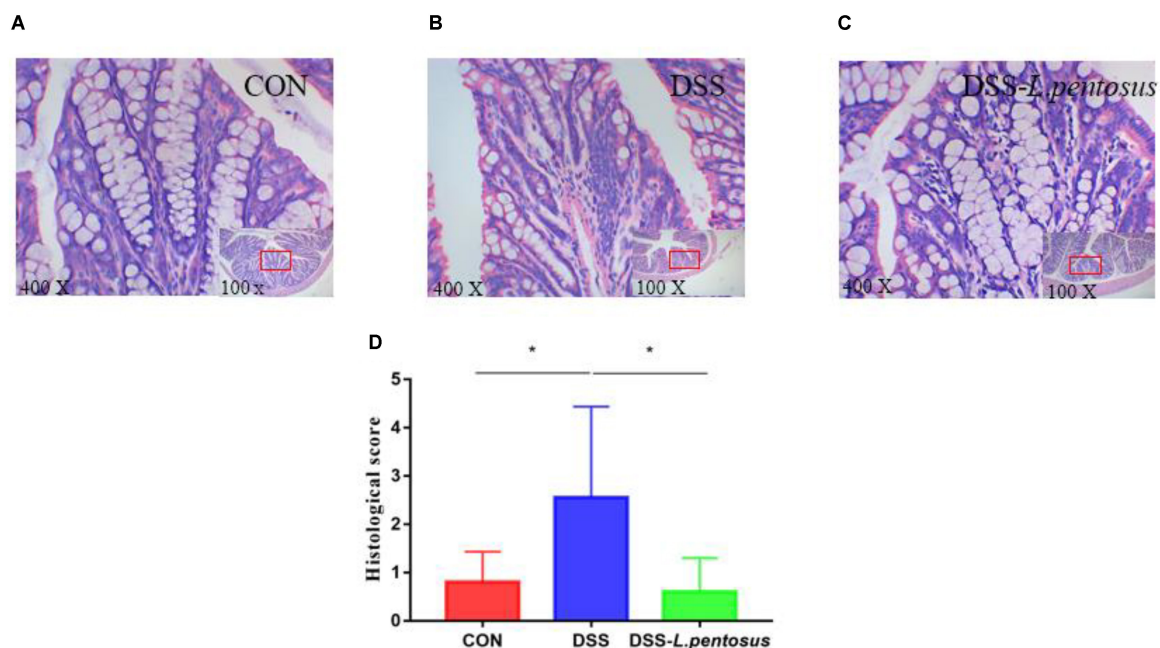 A
B
C
CON
DSS
DSS-L.pentosus
400 X
100 x
400 X
100 X
400 X
100 X
D
*
*
5
4
3
2
1
0
Histological score
CON
DSS
DSS-L.pentosus